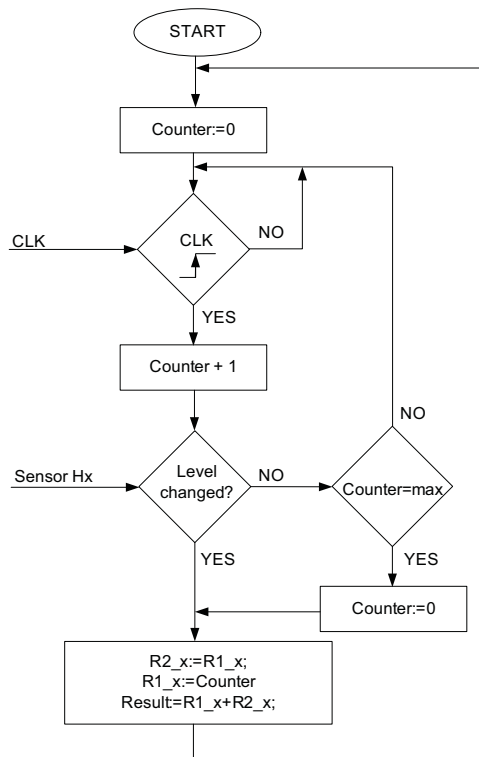 START
Counter:=0
CLK
CLK
NO
YES
Counter + 1
NO
Sensor Hx
Level
changed?
NO
Counter=max
YES
YES
Counter:=0
R2_x:=R1_x;
R1_x:=Counter
Result:=R1_x+R2_x;